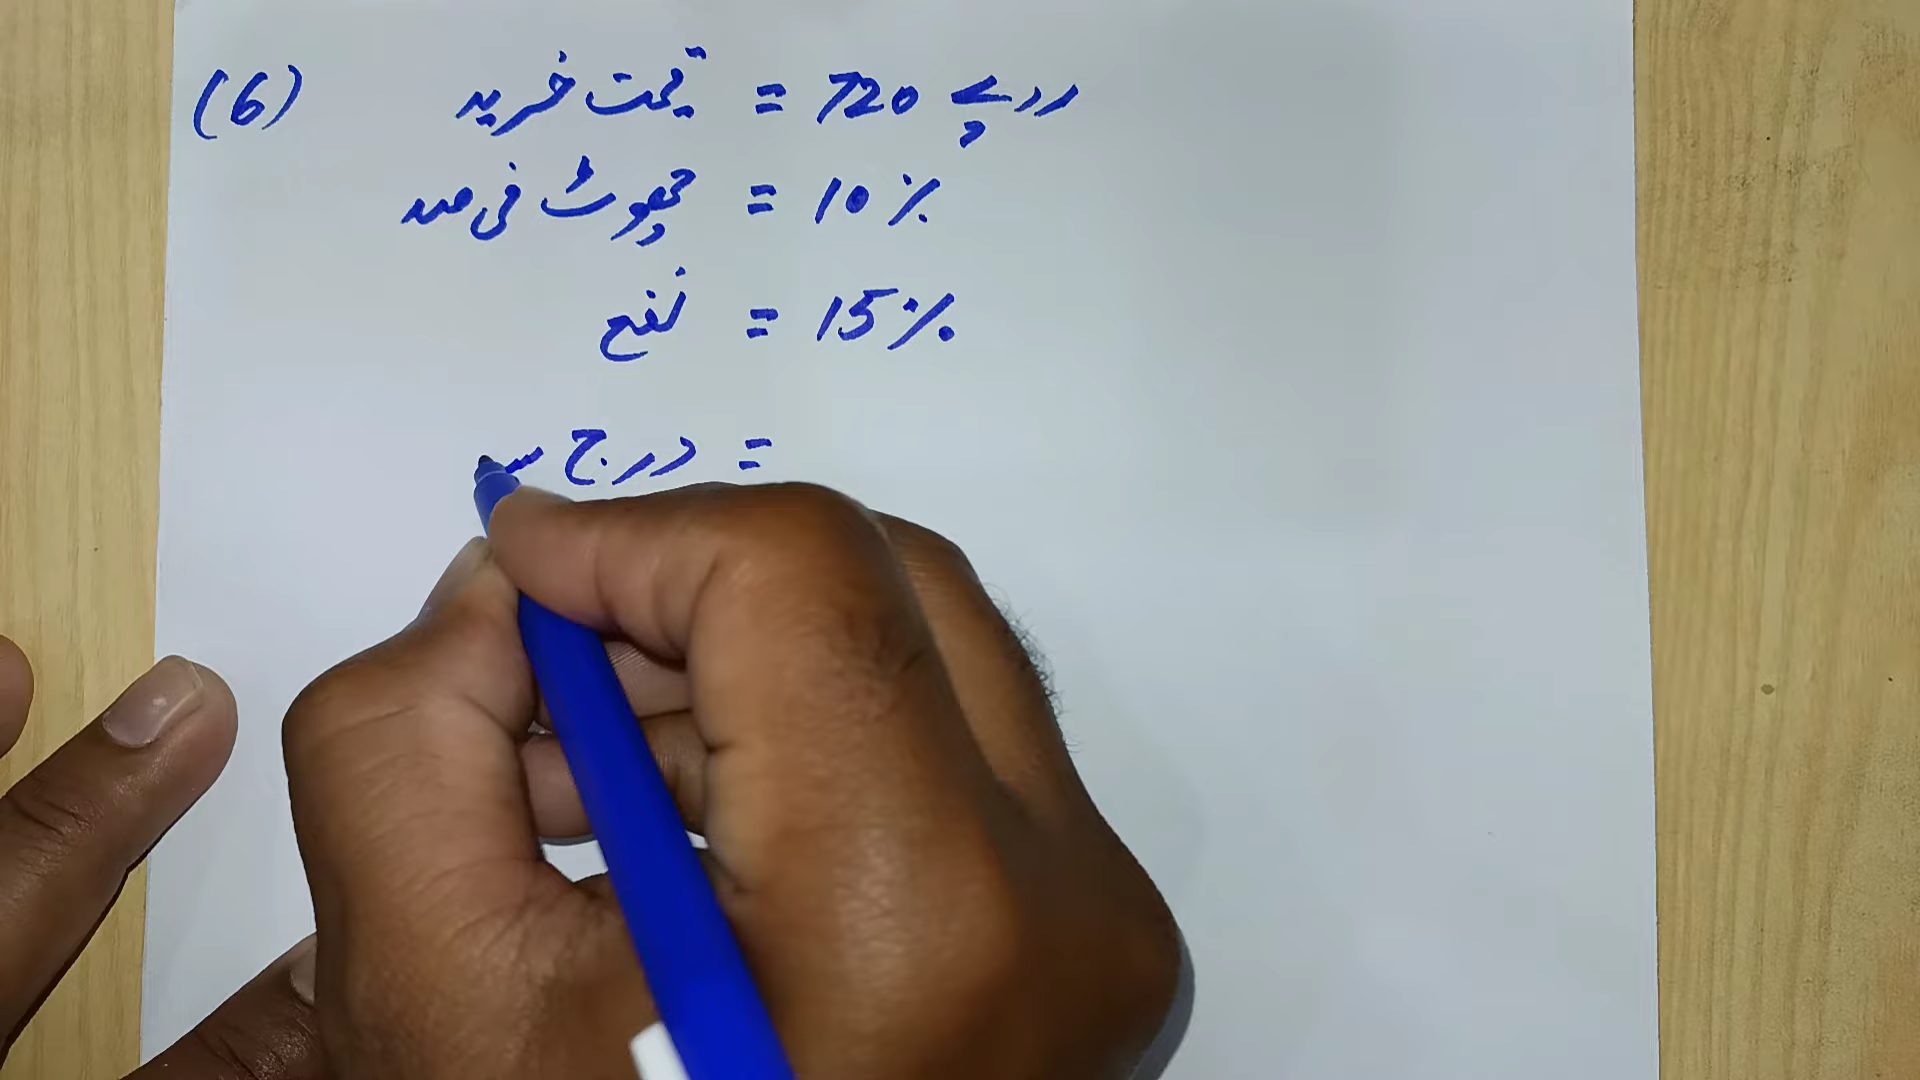 (6) قیمت خرید = 720 روپے
چھوٹ فی صد = 10%
نفع = 15%
درج =